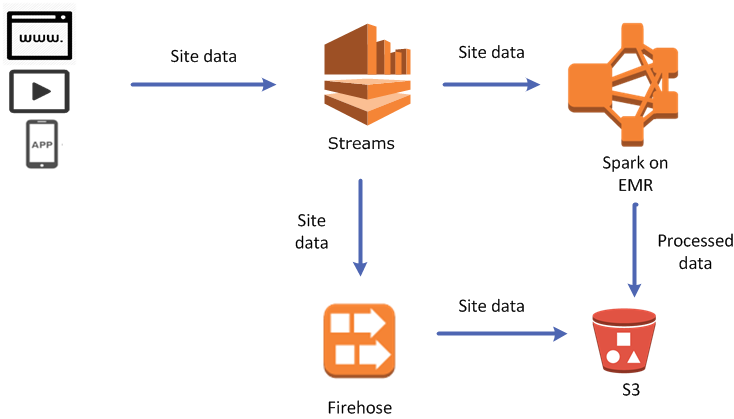 www.
Site data
Site data
APP
Streams
Spark on
EMR
Site
data
Processed
data
Site data
Firehose
S3